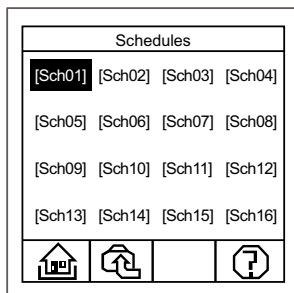 Schedules
[Sch01] [Sch02] [Sch03] [Sch04]
[Sch05] [Sch06] [Sch07] [Sch08]
[Sch09] [Sch10] [Sch11] [Sch12]
[Sch13] [Sch14] [Sch15] [Sch16]
?